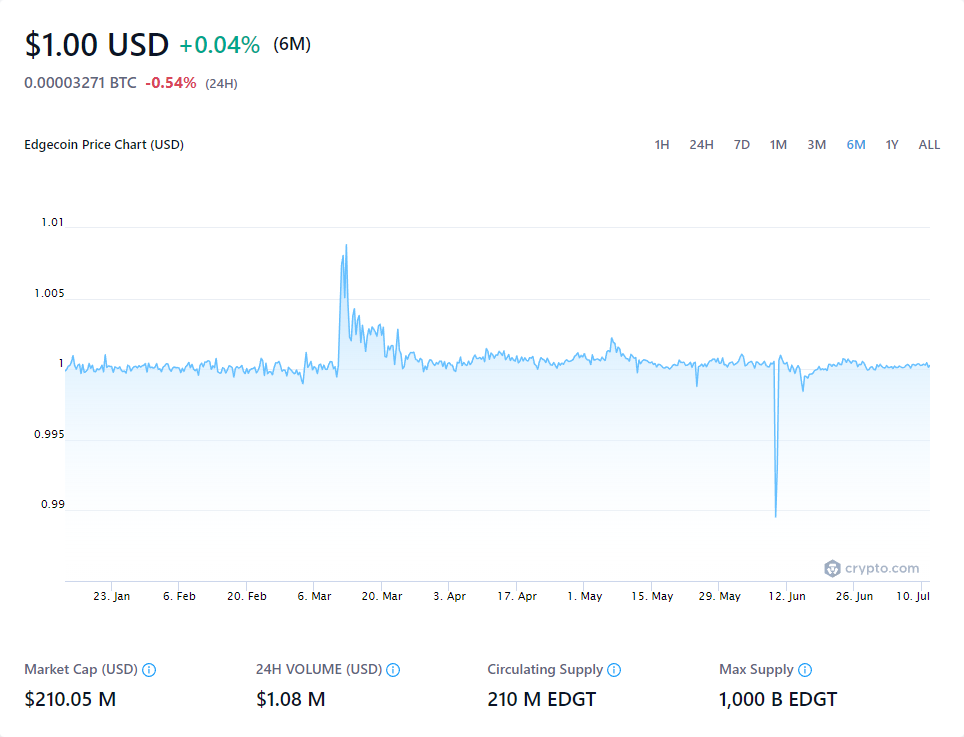 $1.00 USD +0.04% (6M)
0.00003271 BTC -0.54% (24H)
Edgecoin Price Chart (USD) 1H 24H 7D 1M 3M 6M 1Y ALL
1.01
1.005
1
0.995
0.99
crypto.com
23. Jan 6. Feb 20. Feb 6. Mar 20. Mar 3. Apr 17. Apr 1. May 15. May 29. May 12. Jun 26. Jun 10. Jul
Market Cap (USD) 24H VOLUME (USD) Circulating Supply Max Supply
$210.05 M $1.08 M 210 M EDGT 1,000 B EDGT